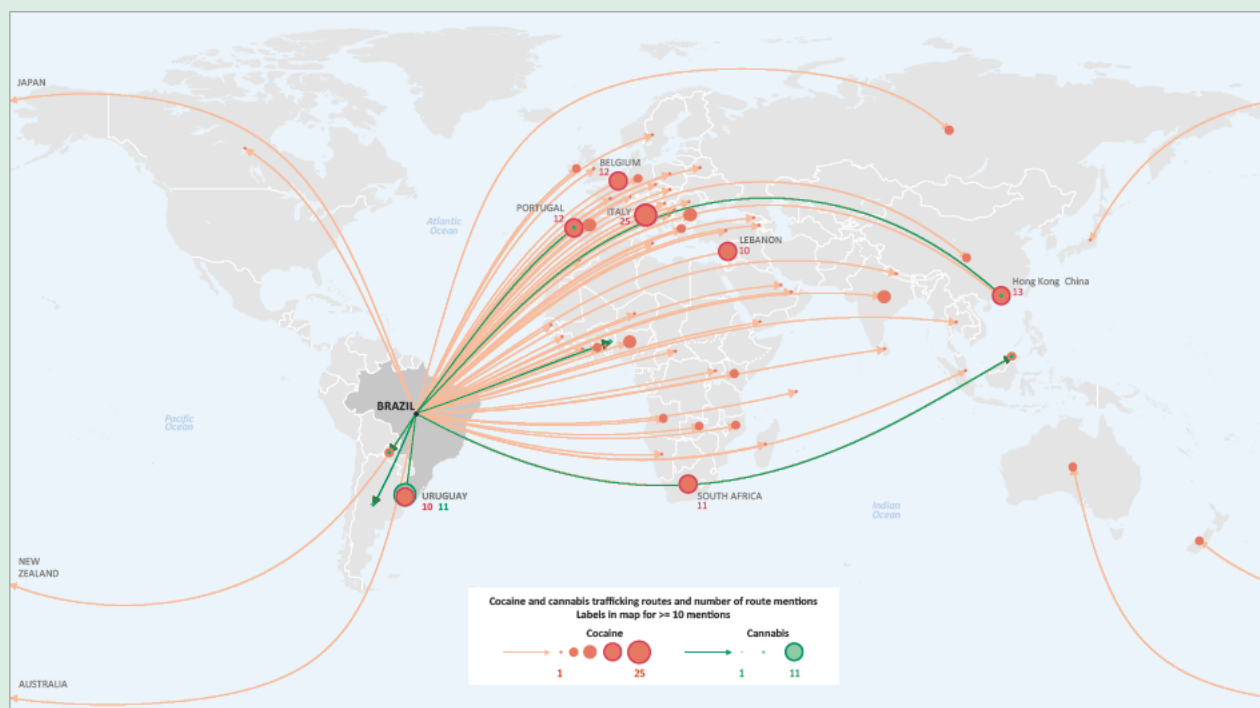 JAPAN
BELGIUM
12
Atlantic
Ocean
PORTUGAL
12
ITALY
25
LEBANON
10
Hong Kong China
13
BRAZIL
Pacific
Ocean
URUGUAY
10 11
SOUTH AFRICA
11
Indian
Ocean
NEW
ZEALAND
Cocaine and cannabis trafficking routes and number of route mentions
Labels in map for >= 10 mentions
Cocaine
Cannabis
1
25
1
11
AUSTRALIA